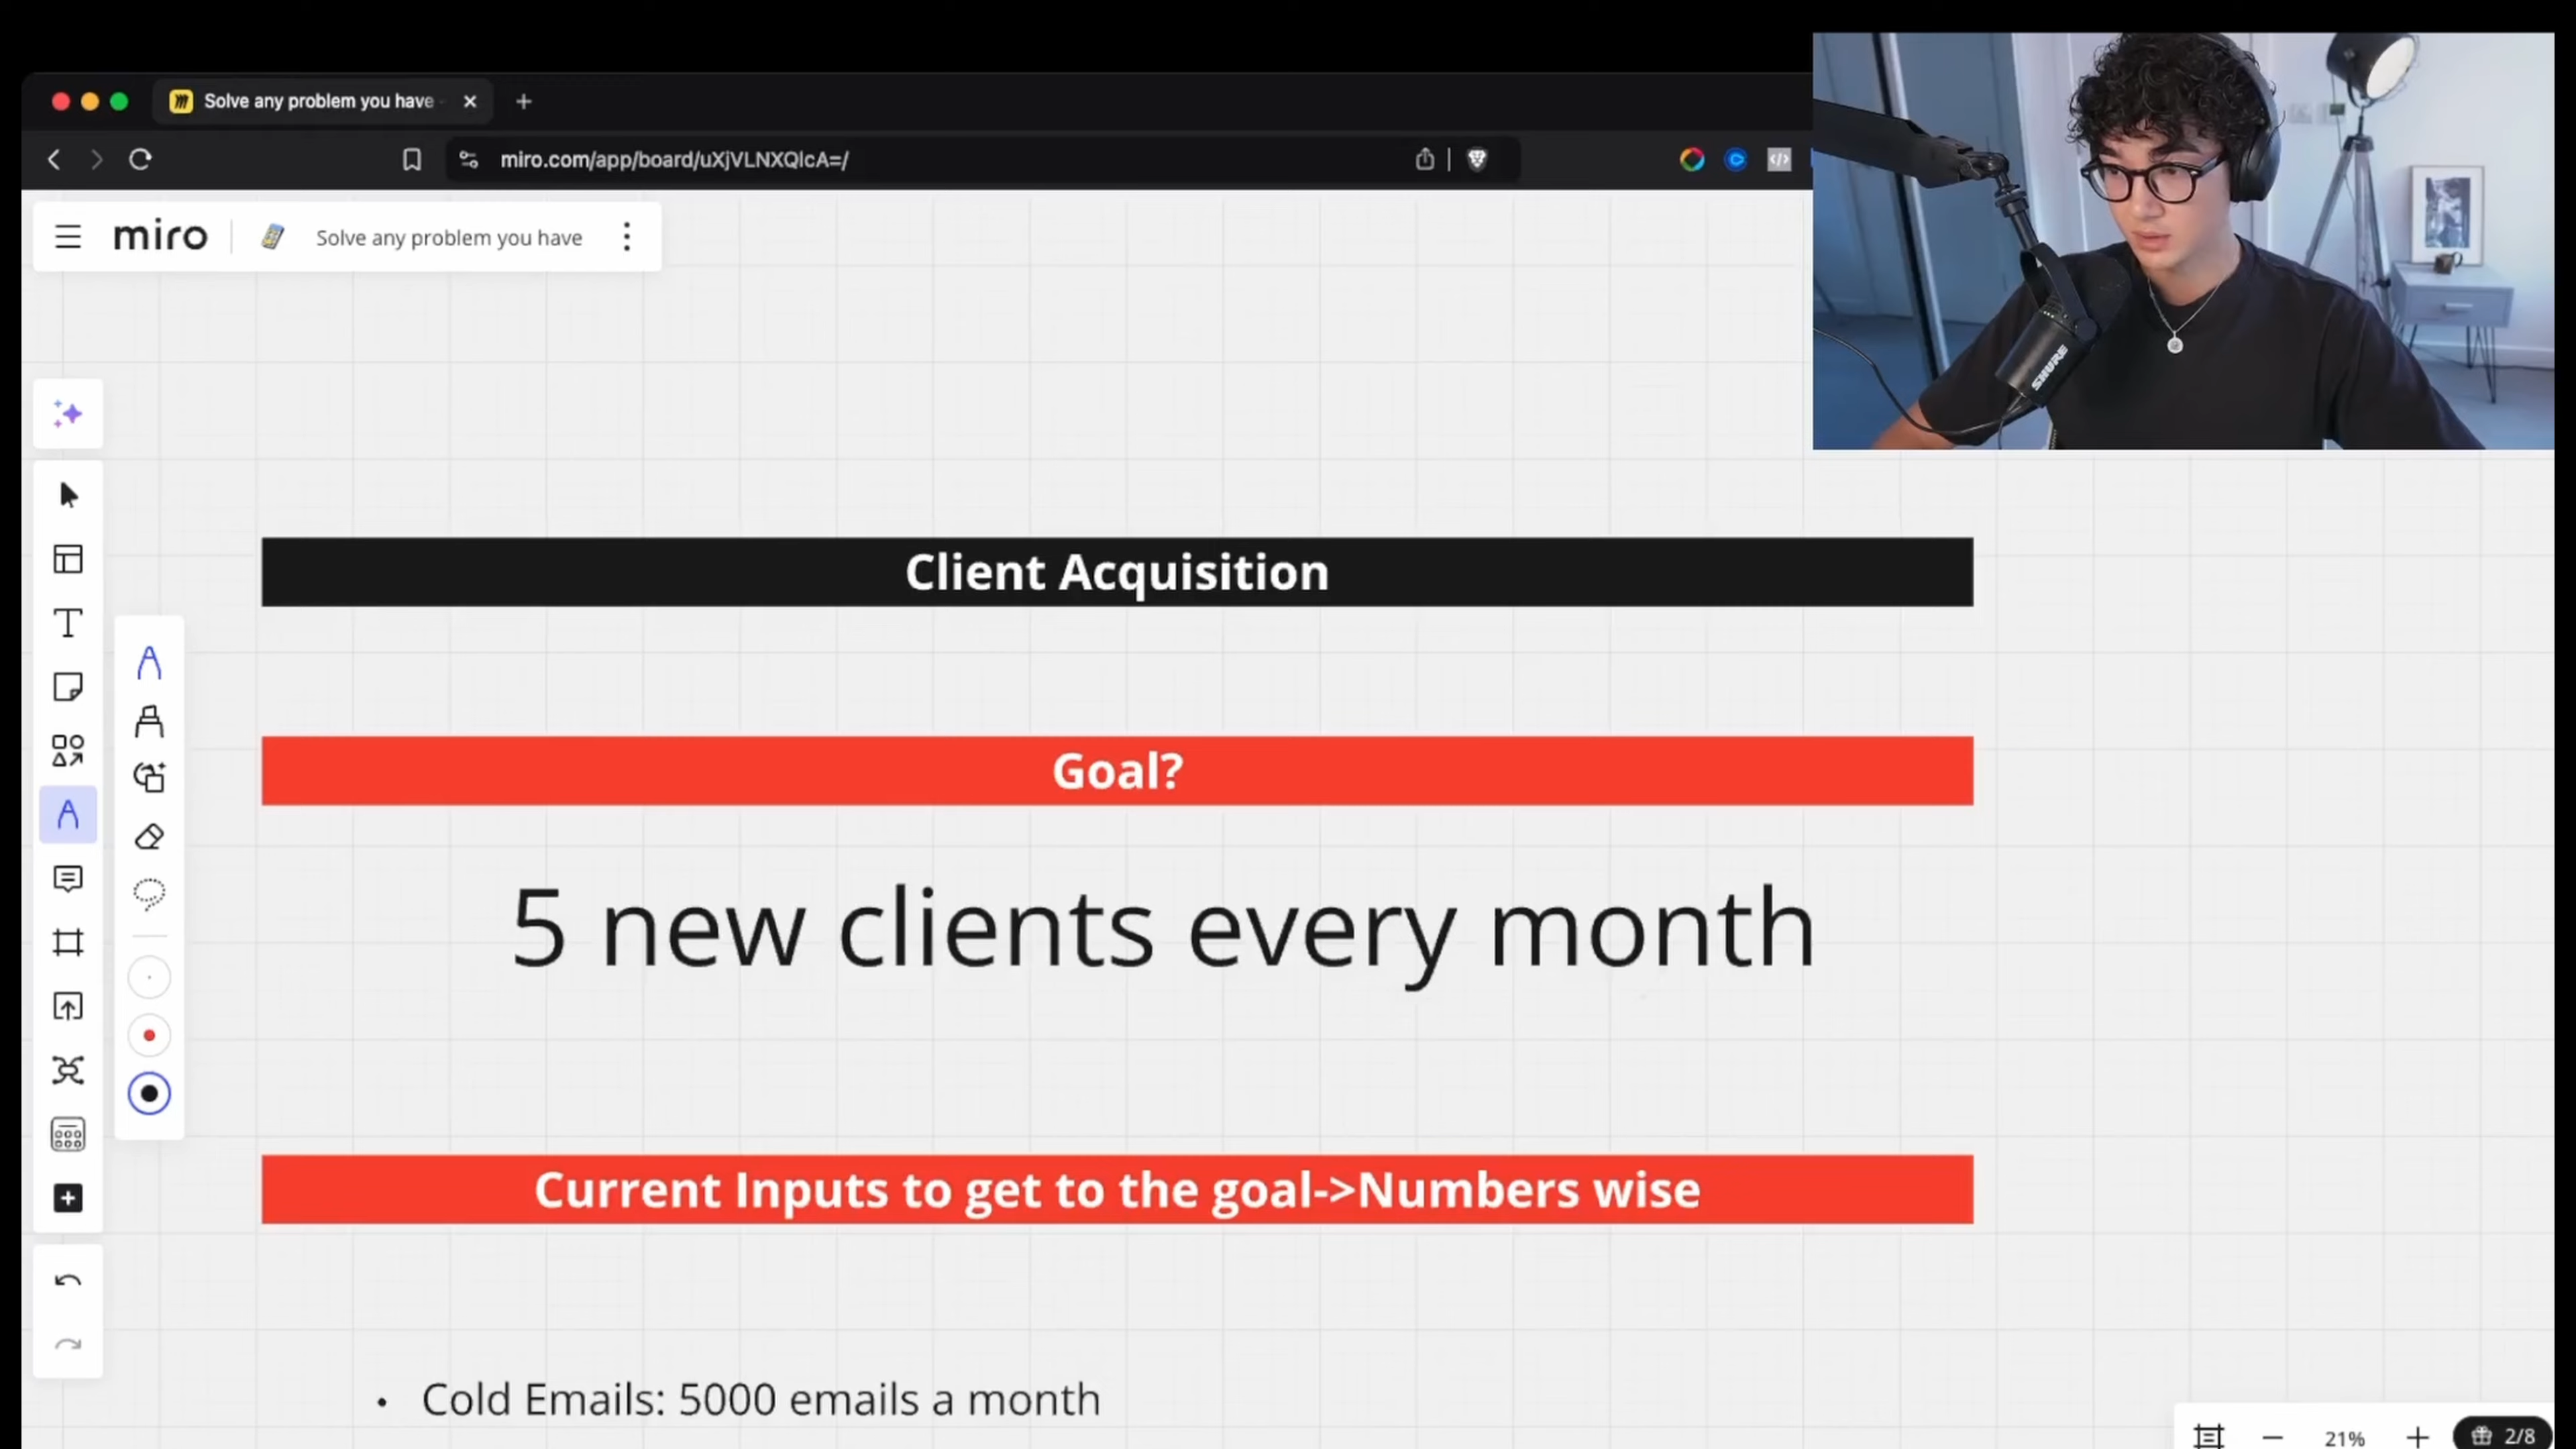 Solve any problem you have
miro.com/app/board/uXjVLNXQlcA=/
miro
Solve any problem you have
SHURE
Client Acquisition
Goal?
5 new clients every month
Current Inputs to get to the goal->Numbers wise
• Cold Emails: 5000 emails a month
21%
2/8